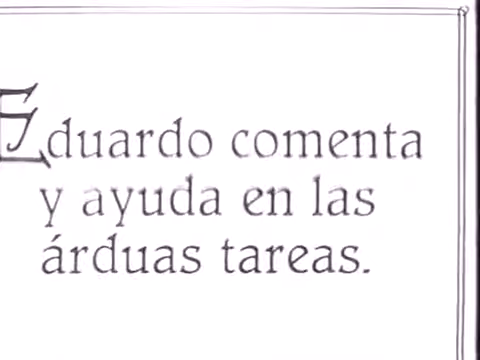 Eduardo comenta
y ayuda en las
árduas tareas.